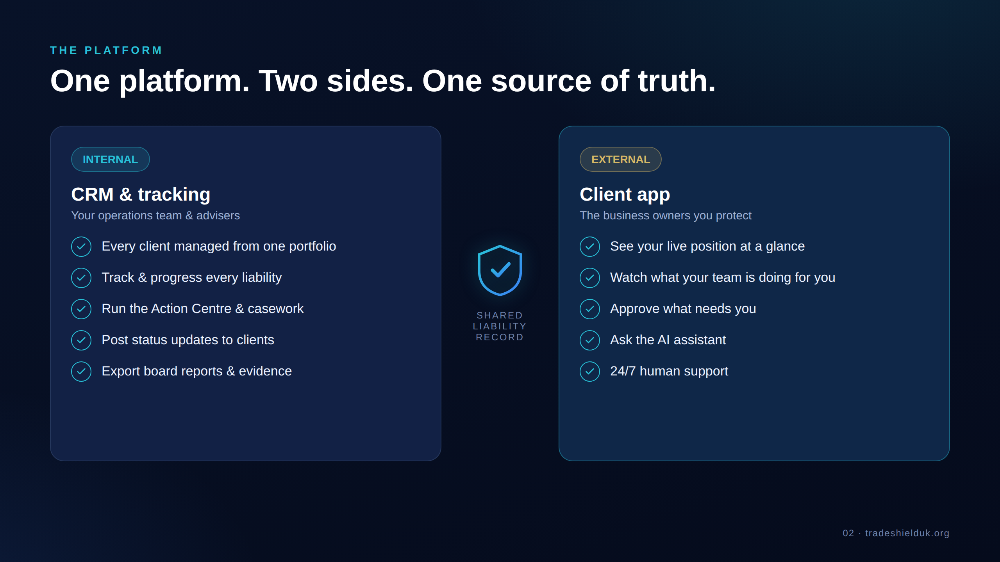 THE PLATFORM
One platform. Two sides. One source of truth.
INTERNAL
CRM & tracking
Your operations team & advisers
Every client managed from one portfolio
Track & progress every liability
Run the Action Centre & casework
Post status updates to clients
Export board reports & evidence
SHARED
LIABILITY
RECORD
EXTERNAL
Client app
The business owners you protect
See your live position at a glance
Watch what your team is doing for you
Approve what needs you
Ask the AI assistant
24/7 human support
02 · tradeshielduk.org